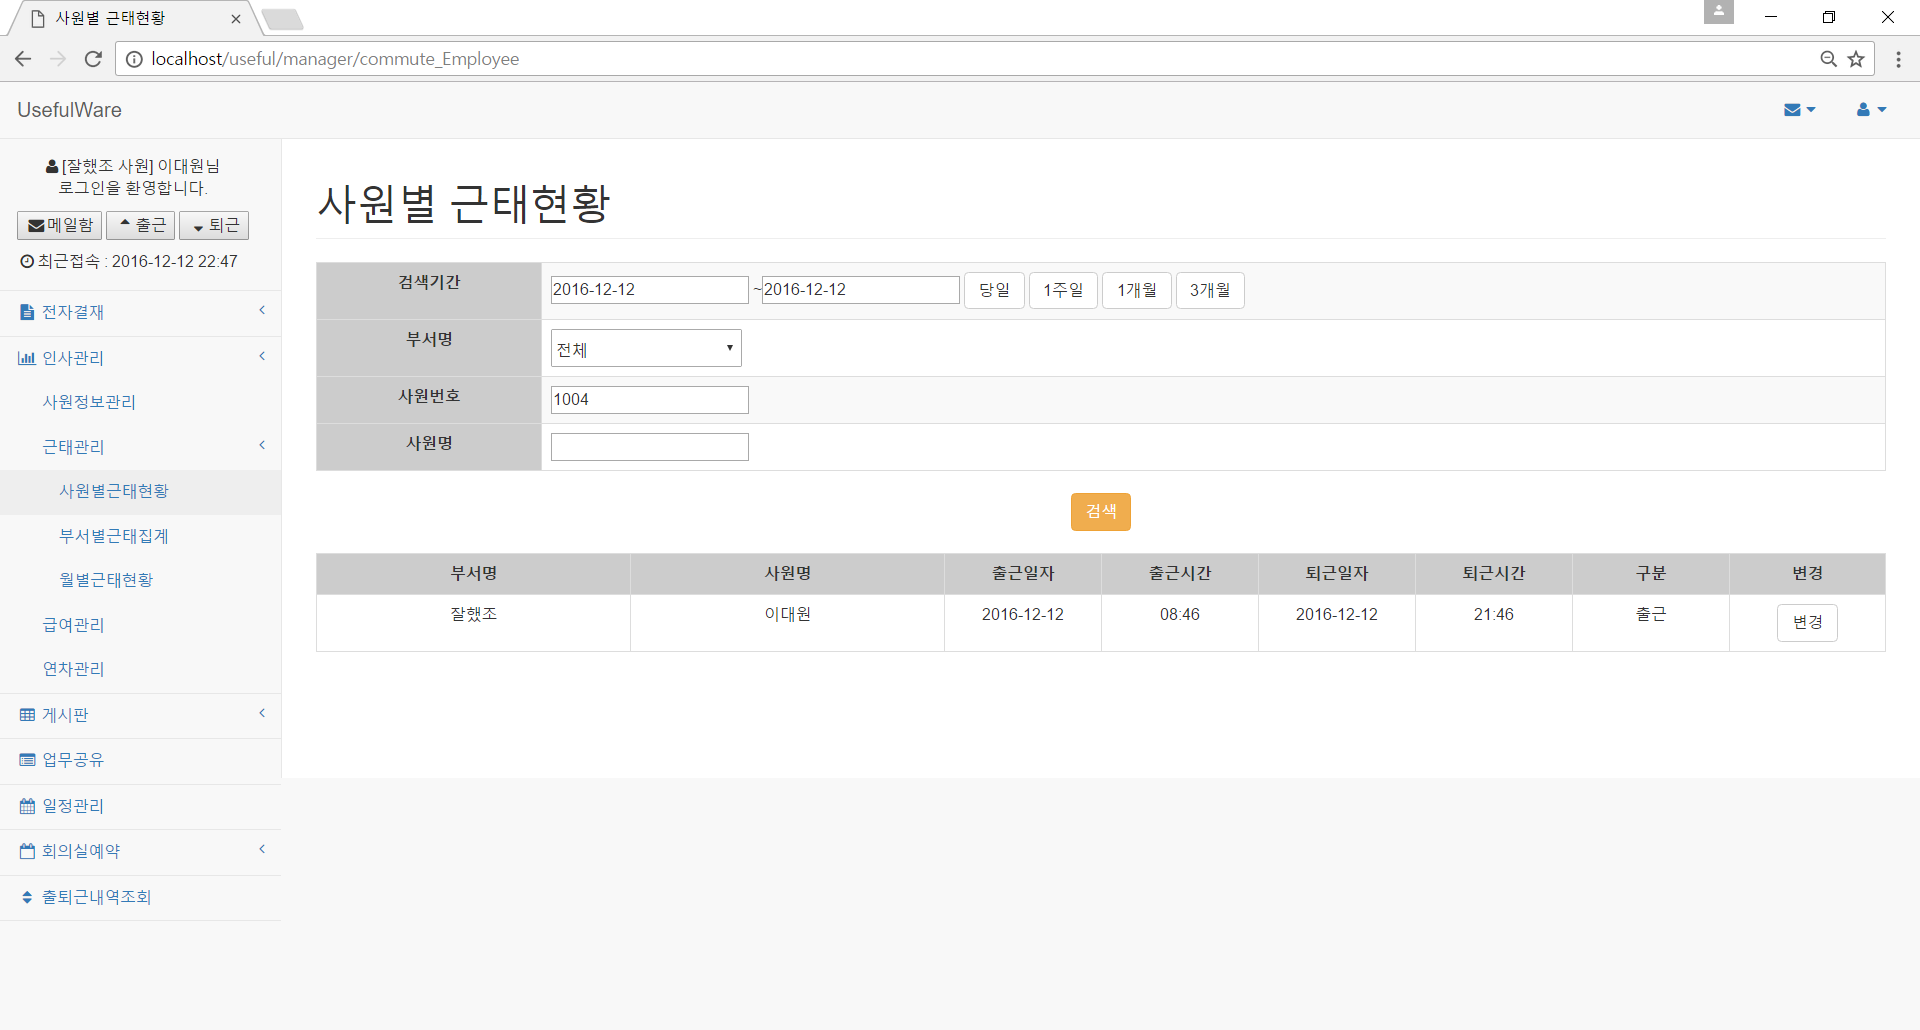 사원별 근태현황
localhost/useful/manager/commute_Employee
UsefulWare
[잘했조 사원] 이대원님
로그인을 환영합니다.
메일함 출근 퇴근
최근접속 : 2016-12-12 22:47
전자결재
인사관리
사원정보관리
근태관리
사원별근태현황
부서별근태집계
월별근태현황
급여관리
연차관리
게시판
업무공유
일정관리
회의실예약
출퇴근내역조회
사원별 근태현황
검색기간 2016-12-12 ~2016-12-12 당일 1주일 1개월 3개월
부서명 전체
사원번호 1004
사원명
검색
부서명 사원명 출근일자 출근시간 퇴근일자 퇴근시간 구분 변경
잘했조 이대원 2016-12-12 08:46 2016-12-12 21:46 출근 변경